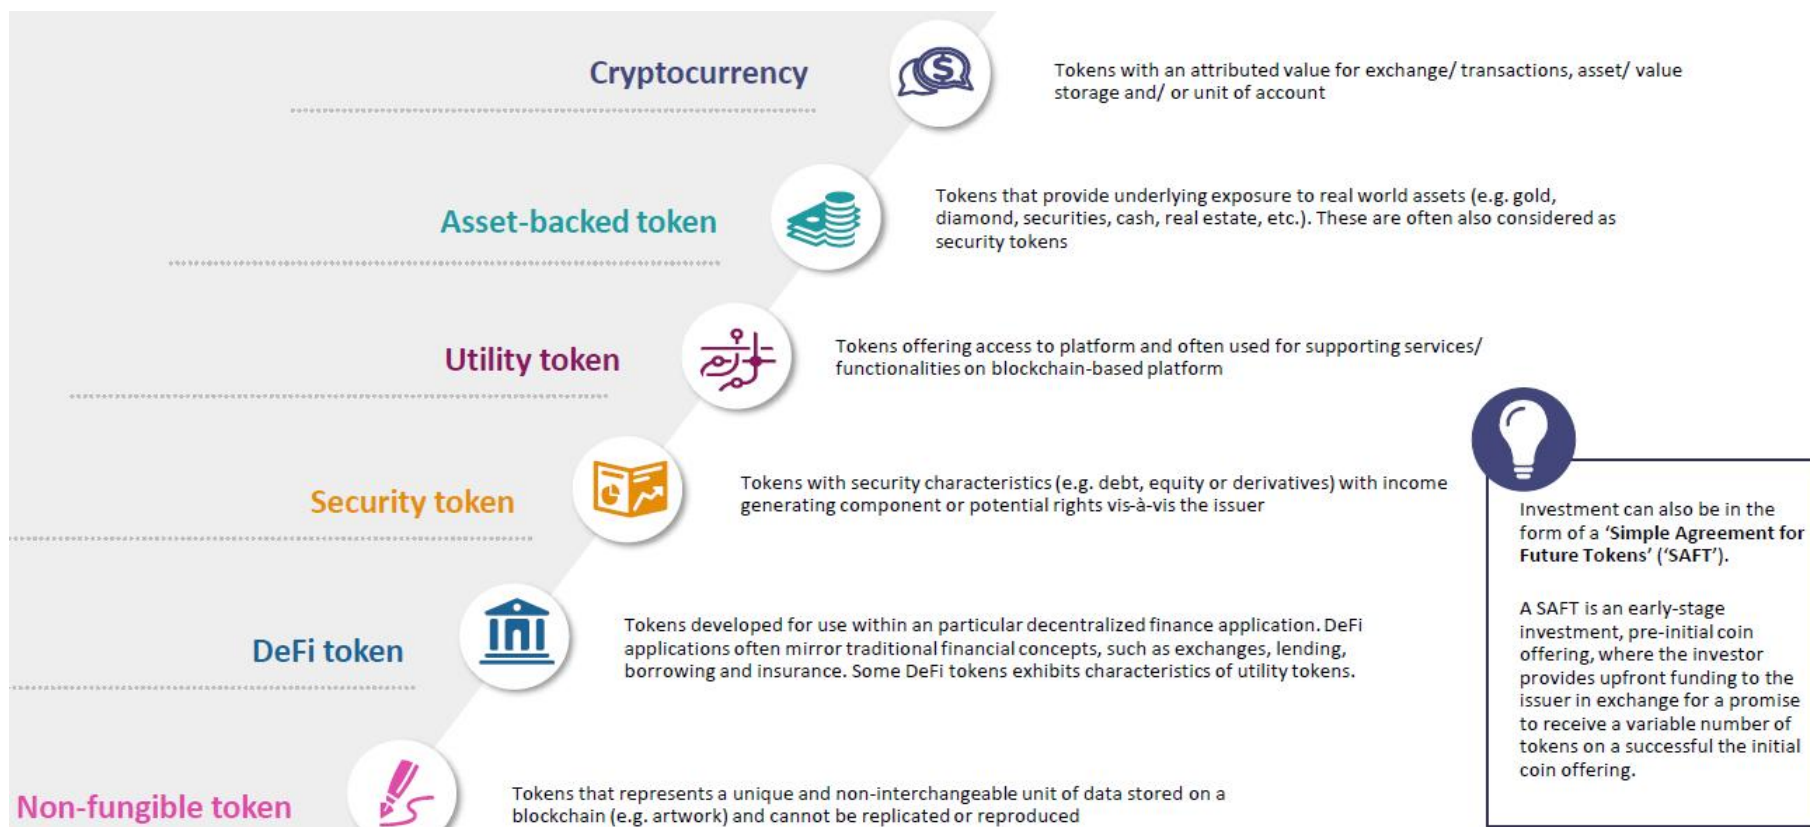 Cryptocurrency
Tokens with an attributed value for exchange/ transactions, asset/ value
storage and/ or unit of account
Asset-backed token
Tokens that provide underlying exposure to real world assets (e.g. gold,
diamond, securities, cash, real estate, etc.). These are often also considered as
security tokens
Utility token
Tokens offering access to platform and often used for supporting services/
functionalities on blockchain-based platform
Security token
Tokens with security characteristics (e.g. debt, equity or derivatives) with income
generating component or potential rights vis-à-vis the issuer
DeFi token
Tokens developed for use within an particular decentralized finance application. DeFi
applications often mirror traditional financial concepts, such as exchanges, lending,
borrowing and insurance. Some DeFi tokens exhibits characteristics of utility tokens.
Non-fungible token
Tokens that represents a unique and non-interchangeable unit of data stored on a
blockchain (e.g. artwork) and cannot be replicated or reproduced
Investment can also be in the
form of a ‘Simple Agreement for
Future Tokens’ (‘SAFT’).
A SAFT is an early-stage
investment, pre-initial coin
offering, where the investor
provides upfront funding to the
issuer in exchange for a promise
to receive a variable number of
tokens on a successful the initial
coin offering.